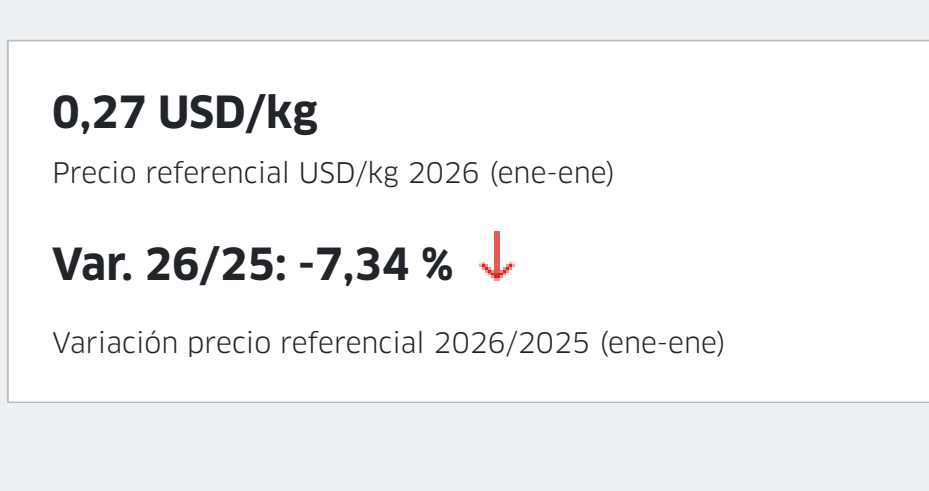 0,27 USD/kg
Precio referencial USD/kg 2026 (ene-ene)
Var. 26/25: -7,34 %
Variación precio referencial 2026/2025 (ene-ene)